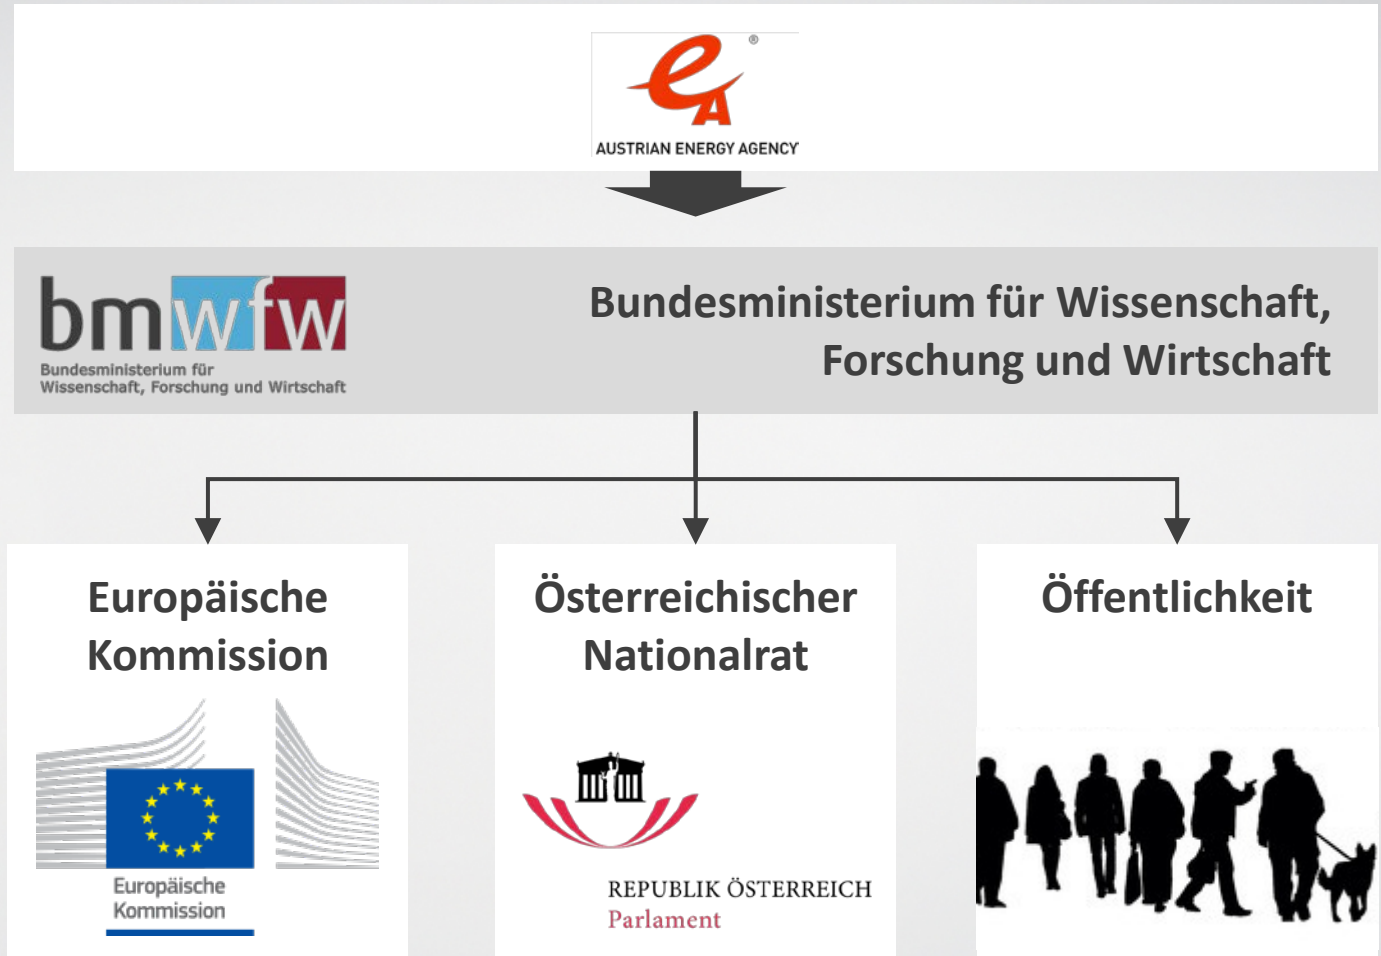 eA ®
AUSTRIAN ENERGY AGENCY
bmwfw
Bundesministerium für
Wissenschaft, Forschung und Wirtschaft
Bundesministerium für Wissenschaft,
Forschung und Wirtschaft
Europäische
Kommission
Europäische
Kommission
Österreichischer
Nationalrat
REPUBLIK ÖSTERREICH
Parlament
Öffentlichkeit